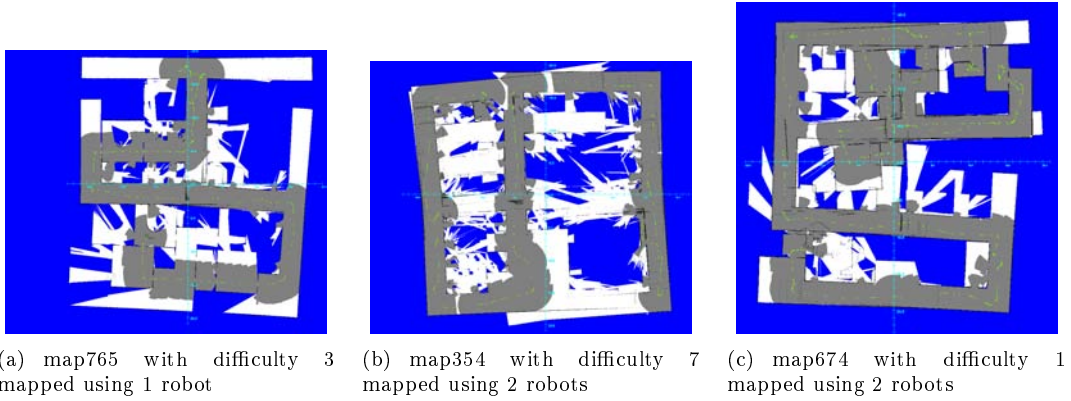 (a) map765 with difficulty 3
mapped using 1 robot
(b) map354 with difficulty 7
mapped using 2 robots
(c) map674 with difficulty 1
mapped using 2 robots